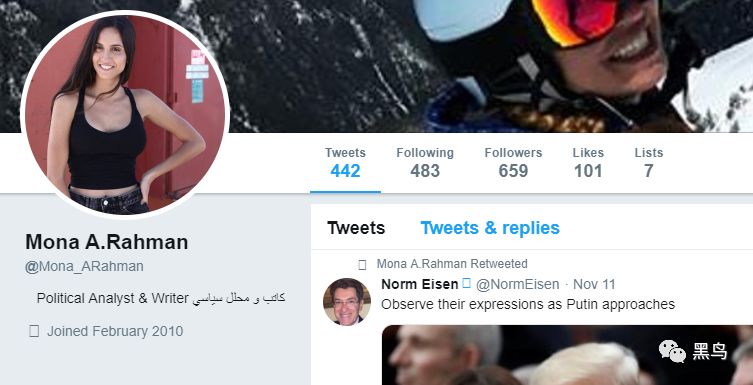 Tweets Following Followers Likes Lists
442 483 659 101 7
Mona A.Rahman
@Mona_ARahman
Political Analyst & Writer كاتب و محلل سياسي
Joined February 2010
Tweets Tweets & replies
Mona A.Rahman Retweeted
Norm Eisen @NormEisen · Nov 11
Observe their expressions as Putin approaches
黑鸟